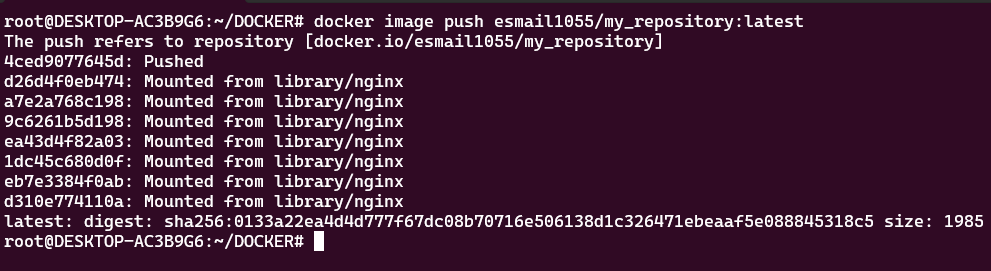 root@DESKTOP-AC3B9G6:~/DOCKER# docker image push esmail1055/my_repository:latest
The push refers to repository [docker.io/esmail1055/my_repository]
4ced9077645d: Pushed
d26d4f0eb474: Mounted from library/nginx
a7e2a768c198: Mounted from library/nginx
9c6261b5d198: Mounted from library/nginx
ea43d4f82a03: Mounted from library/nginx
1dc45c680d0f: Mounted from library/nginx
eb7e3384f0ab: Mounted from library/nginx
d310e774110a: Mounted from library/nginx
latest: digest: sha256:0133a22ea4d4d777f67dc08b70716e506138d1c326471ebeaaf5e088845318c5 size: 1985
root@DESKTOP-AC3B9G6:~/DOCKER#